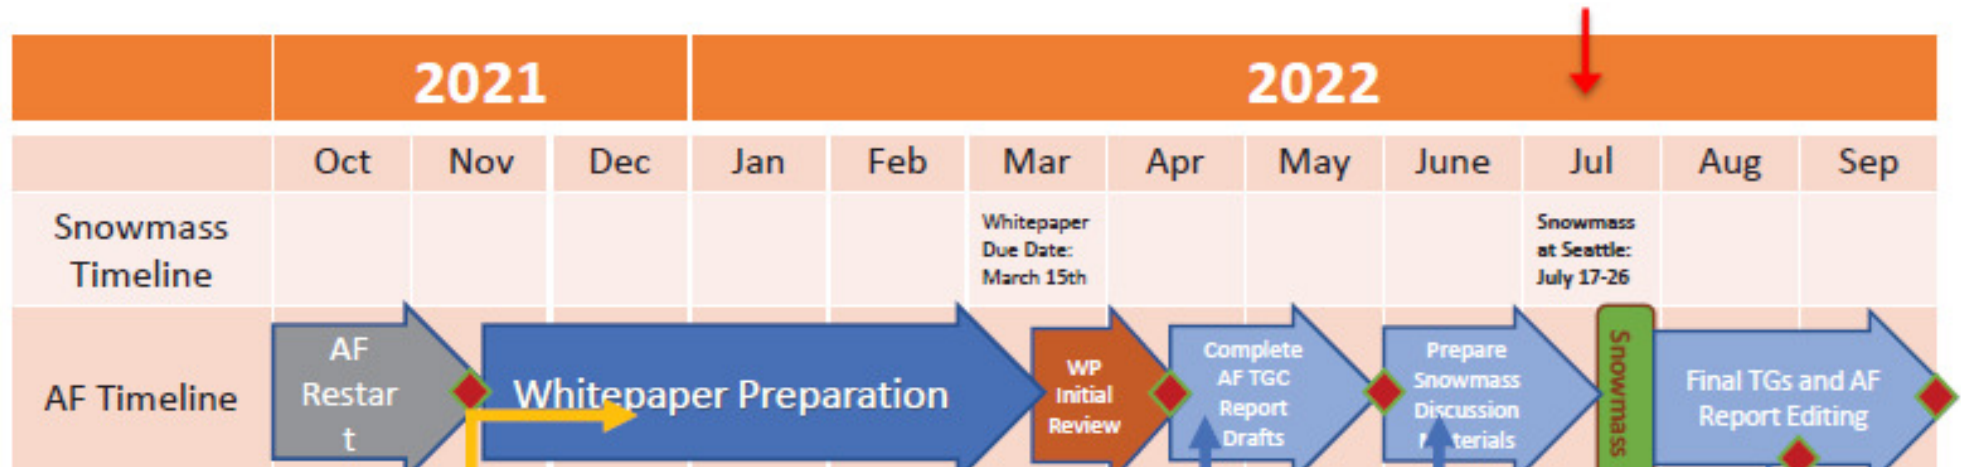 2021 2022
Oct Nov Dec Jan Feb Mar Apr May June Jul Aug Sep
Snowmass
Timeline
Whitepaper
Due Date:
March 15th
Snowmass
at Seattle:
July 17-26
AF Timeline
AF
Restar
t
Whitepaper Preparation
WP
Initial
Review
Complete
AF TGC
Report
Drafts
Prepare
Snowmass
Discussion
Materials
Snowmass
Final TGs and AF
Report Editing